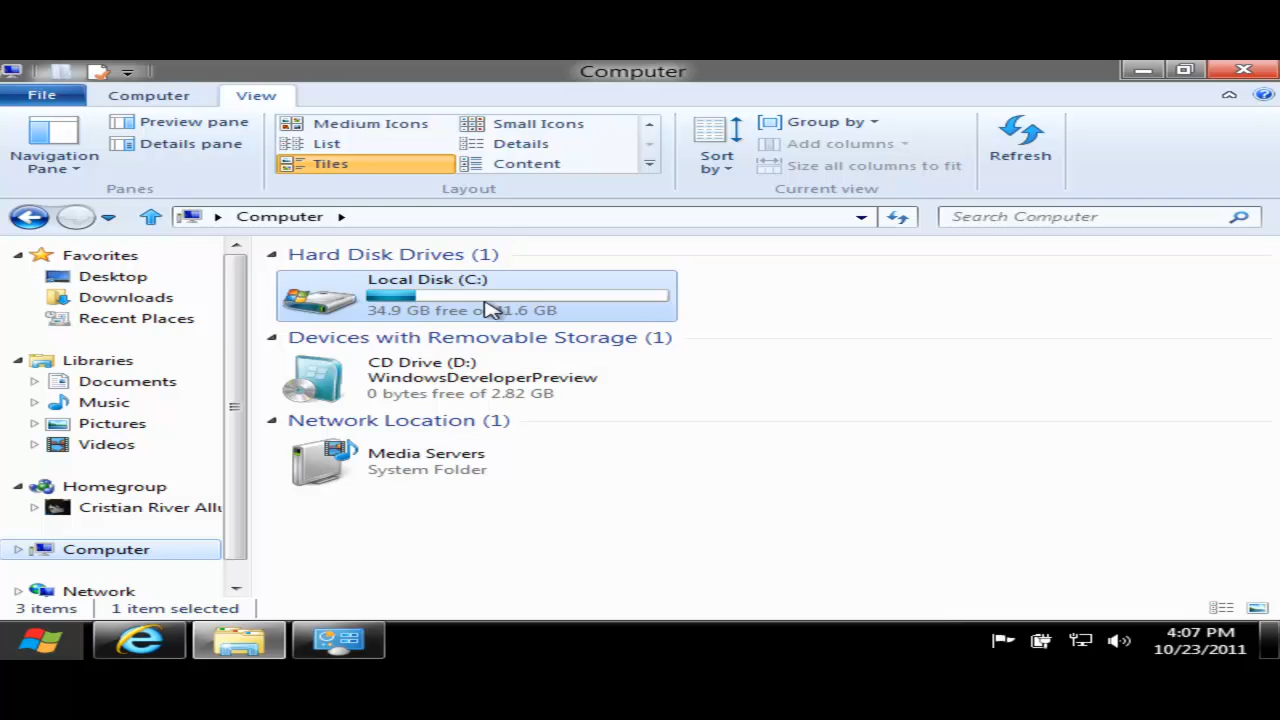 Computer
File Computer View
Navigation Pane
Preview pane
Details pane
Panes
Medium Icons Small Icons
List Details
Tiles Content
Layout
Sort by
Group by
Add columns
Size all columns to fit
Current view
Refresh
Computer
Search Computer
Favorites
Desktop
Downloads
Recent Places
Libraries
Documents
Music
Pictures
Videos
Homegroup
Cristian River
Computer
Network
Hard Disk Drives (1)
Local Disk (C:)
34.9 GB free GB
Devices with Removable Storage (1)
CD Drive (D:)
WindowsDeveloperPreview
0 bytes free of 2.82 GB
Network Location (1)
Media Servers
System Folder
3 items 1 item selected
4:07 PM
10/23/2011